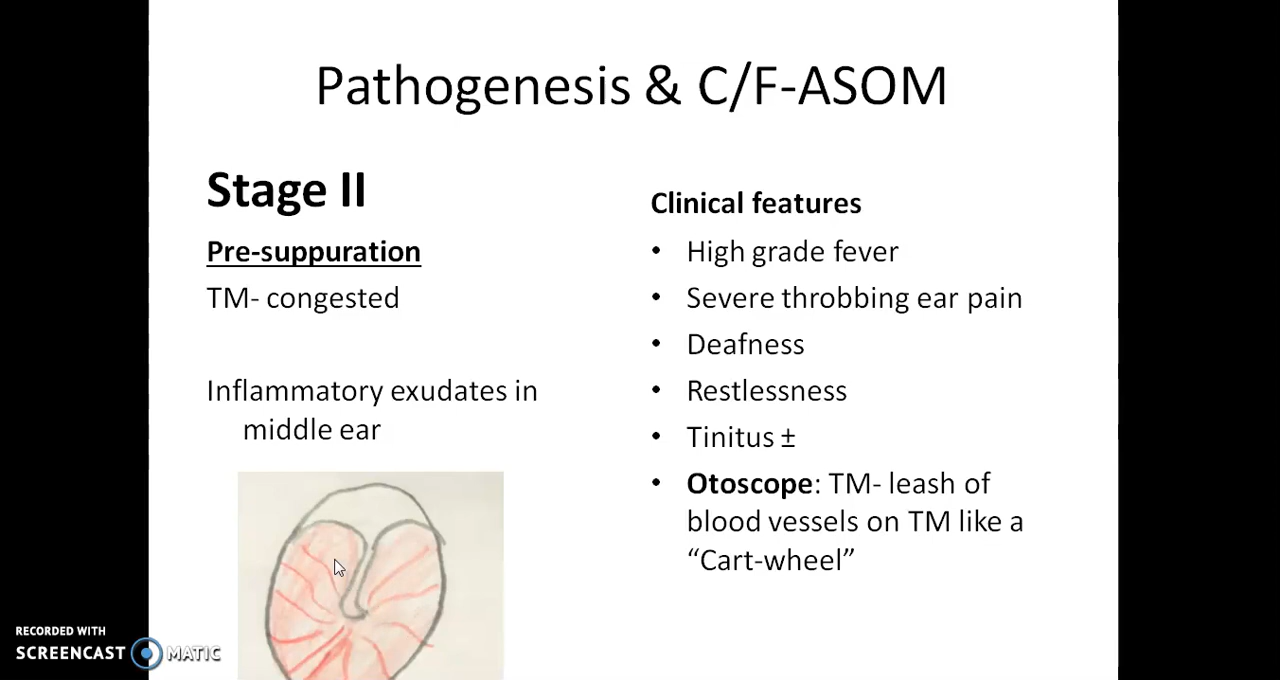 Pathogenesis & C/F-ASOM
Stage II
Pre-suppuration
TM- congested
Inflammatory exudates in
middle ear
Clinical features
• High grade fever
• Severe throbbing ear pain
• Deafness
• Restlessness
• Tinitus ±
• Otoscope: TM- leash of
blood vessels on TM like a
“Cart-wheel”
RECORDED WITH
SCREENCAST MATIC